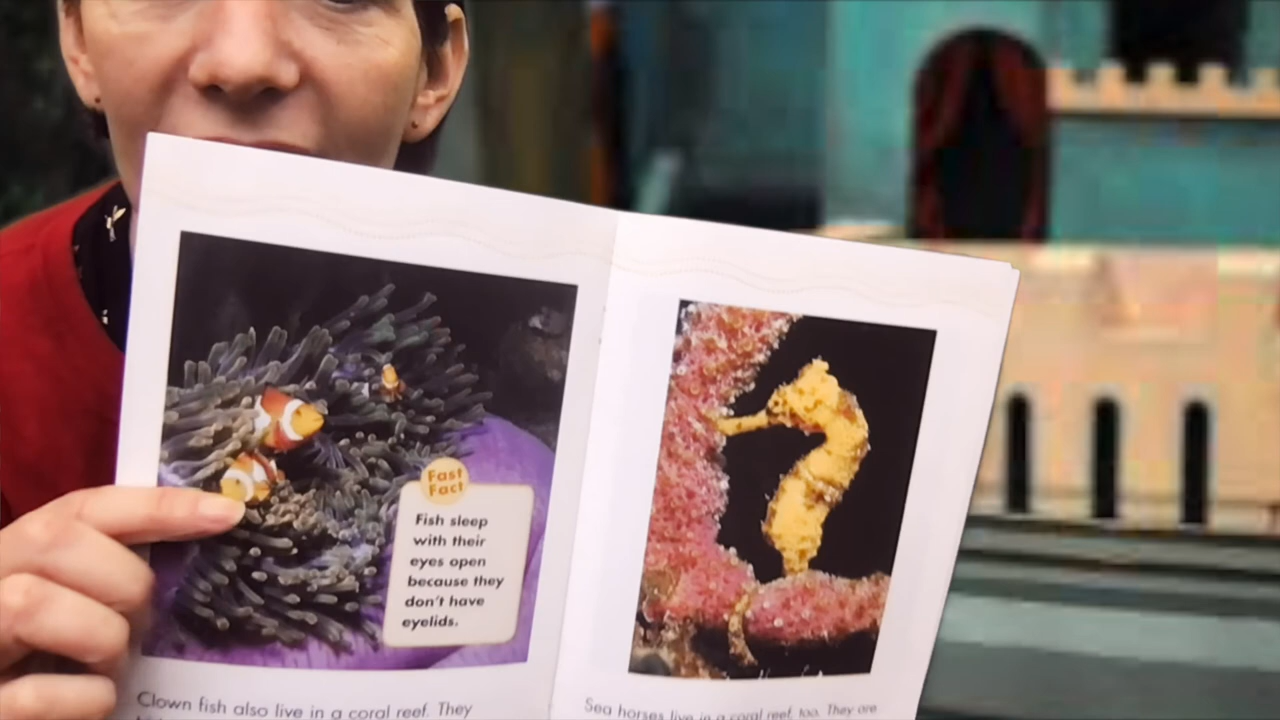 Fast
Fact
Fish sleep
with their
eyes open
because they
don't have
eyelids.
Clown fish also live in a coral reef. They
Sea horses live in a coral reef, too. They are